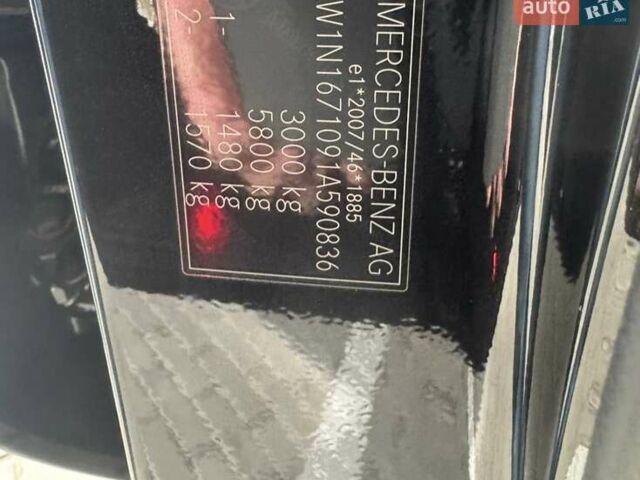 MERCEDES-BENZ AG
e1*2007/46*1885
W1N1671091A590836
3000 kg
5800 kg
1- 1480 kg
2- 1570 kg
auto
RIA.com